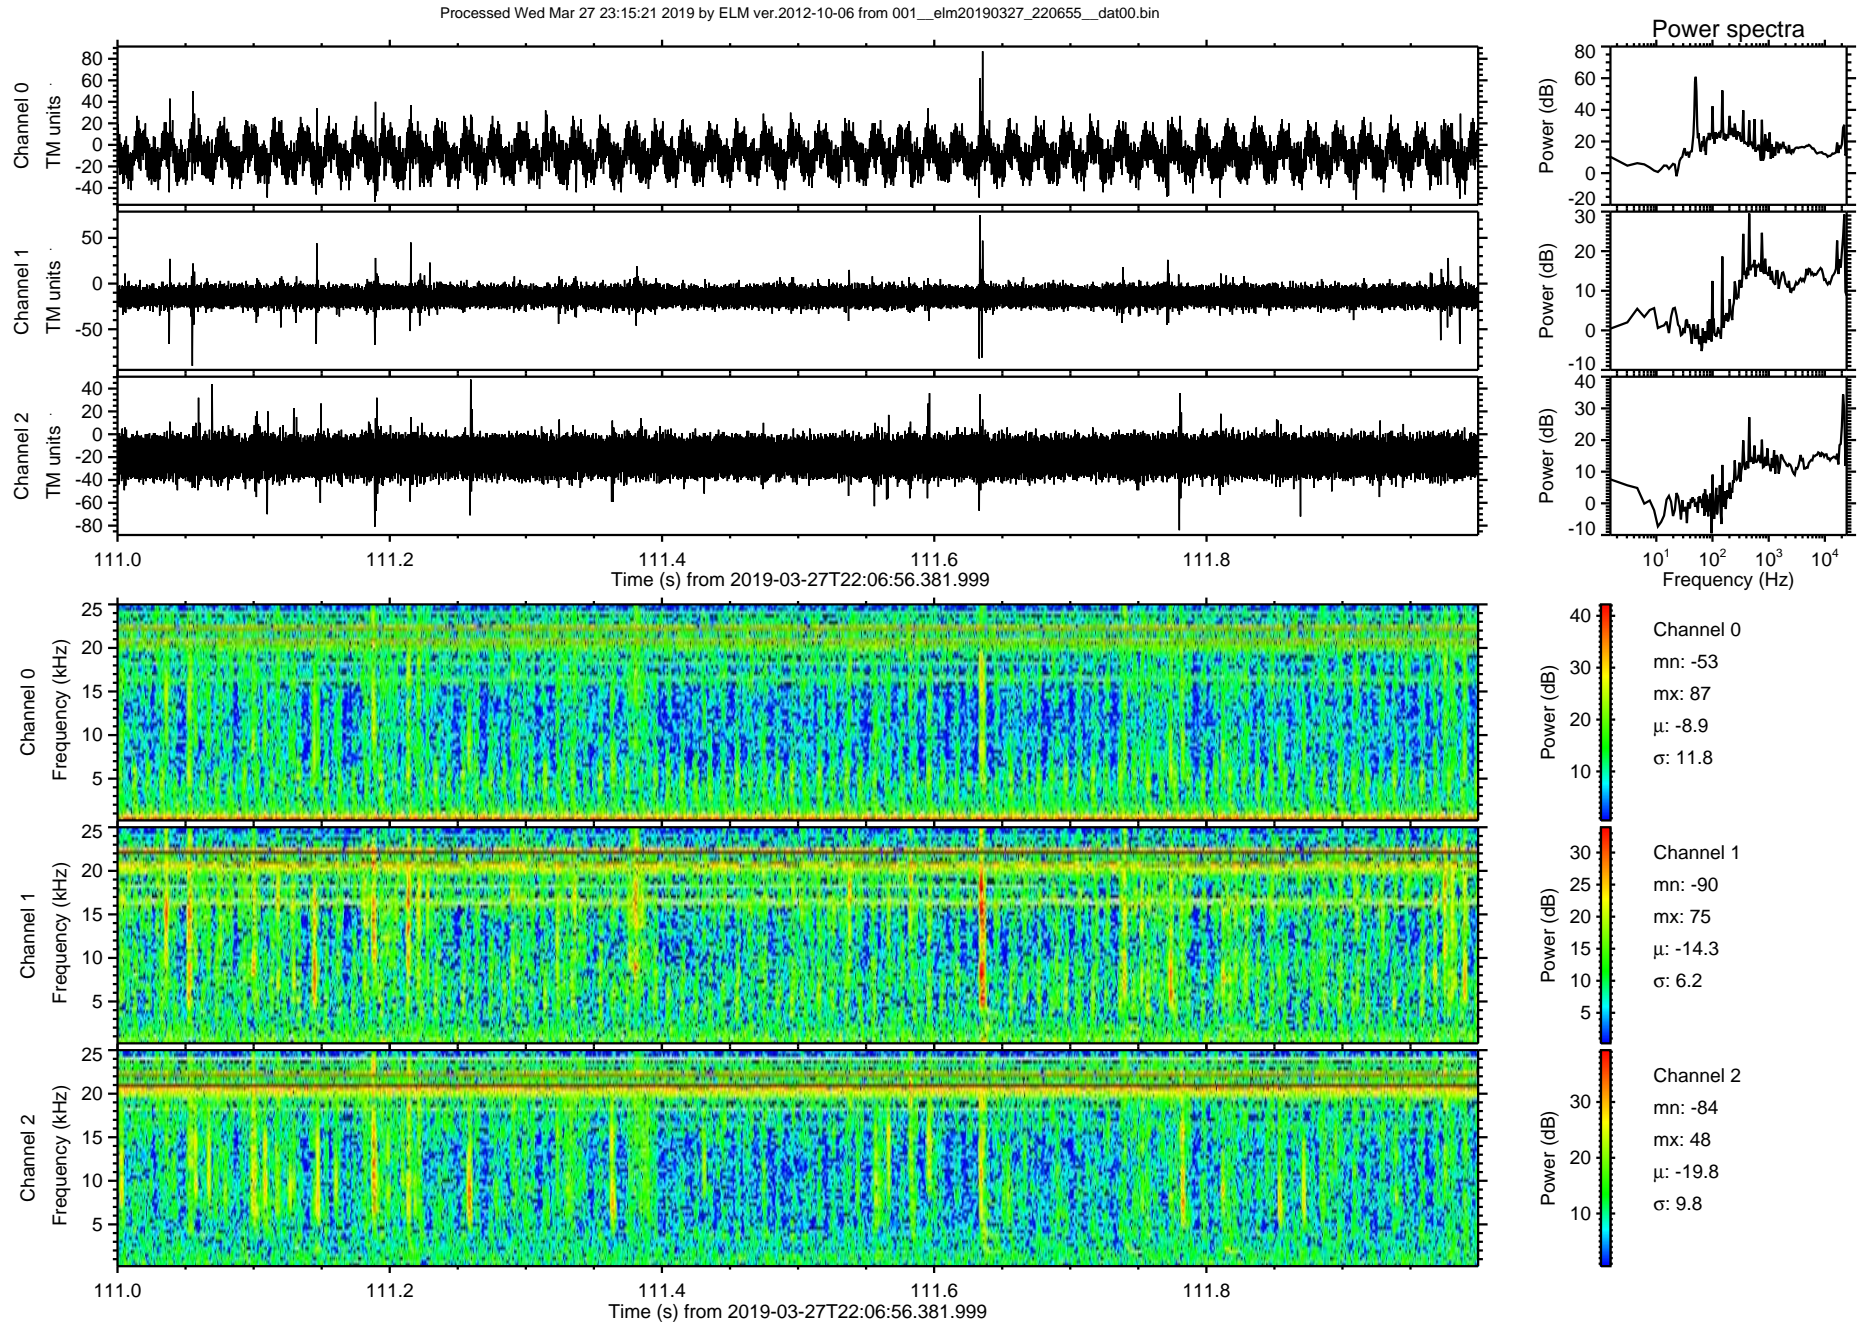 Processed Wed Mar 27 23:15:21 2019 by ELM ver.2012-10-06 from 001__elm20190327_220655__dat00.bin
Power spectra
Channel 0
TM units
80
60
40
20
0
-20
-40
Power (dB)
80
60
40
20
0
-20
Channel 1
TM units
50
0
-50
Power (dB)
30
20
10
0
-10
Channel 2
TM units
40
20
0
-20
-40
-60
-80
Power (dB)
40
30
20
10
0
-10
111.0 111.2 111.4 111.6 111.8
Time (s) from 2019-03-27T22:06:56.381.999
10¹ 10² 10³ 10⁴
Frequency (Hz)
Channel 0
Frequency (kHz)
25
20
15
10
5
Power (dB)
40
30
20
10
Channel 0
mn: -53
mx: 87
μ: -8.9
σ: 11.8
Channel 1
Frequency (kHz)
25
20
15
10
5
Power (dB)
30
25
20
15
10
5
Channel 1
mn: -90
mx: 75
μ: -14.3
σ: 6.2
Channel 2
Frequency (kHz)
25
20
15
10
5
Power (dB)
30
20
10
Channel 2
mn: -84
mx: 48
μ: -19.8
σ: 9.8
111.0 111.2 111.4 111.6 111.8
Time (s) from 2019-03-27T22:06:56.381.999